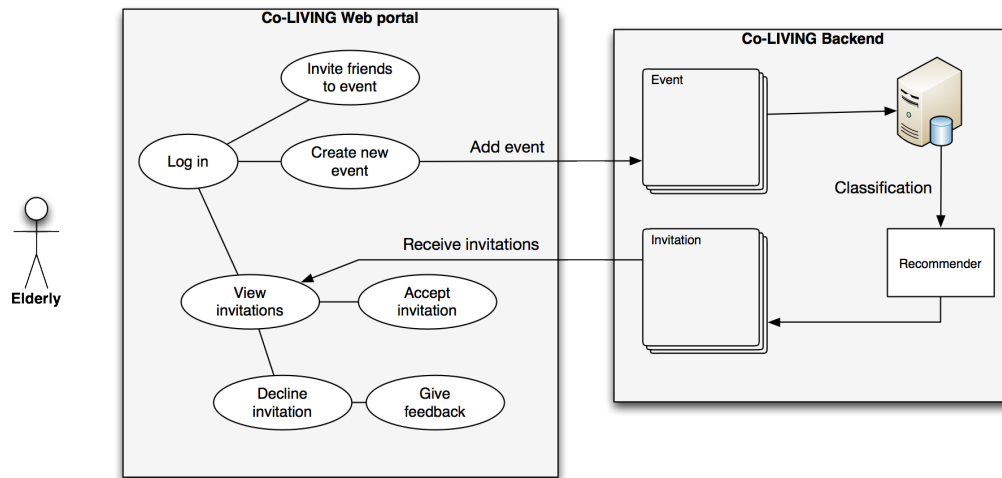 Co-LIVING Web portal
Invite friends
to event
Log in
Create new
event
Add event
Receive invitations
View
invitations
Accept
invitation
Decline
invitation
Give
feedback
Elderly
Co-LIVING Backend
Event
Classification
Invitation
Recommender